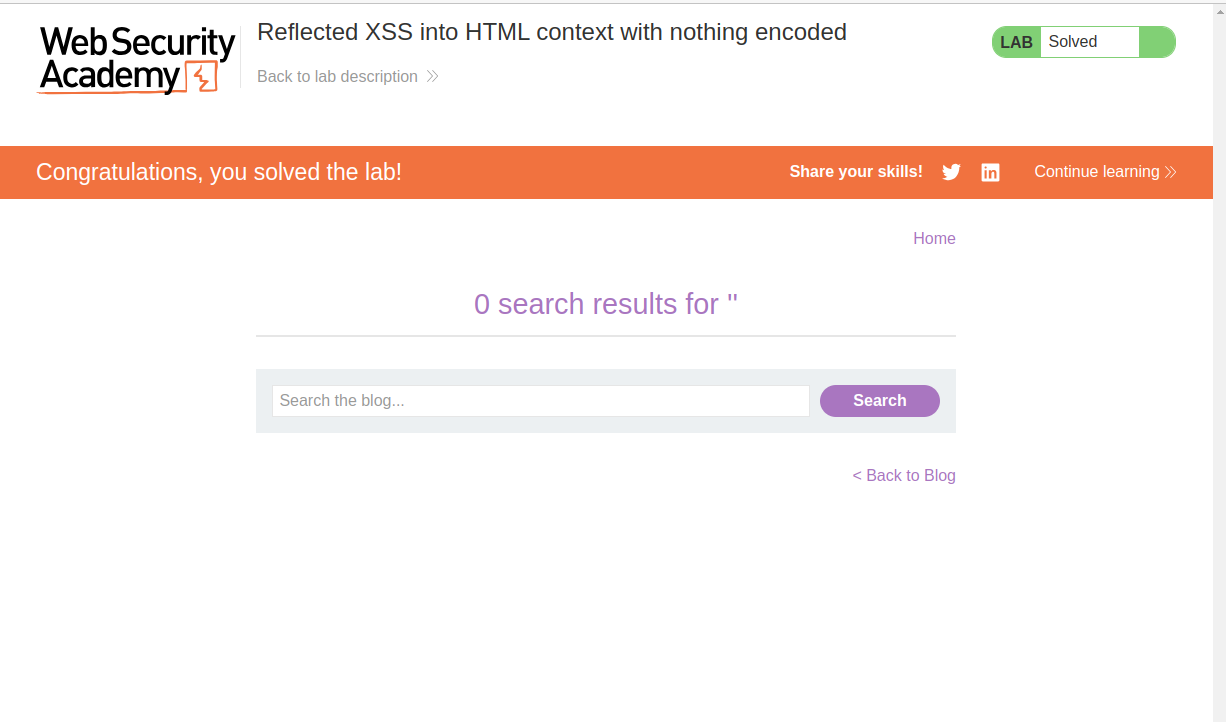 Web Security
Academy
Reflected XSS into HTML context with nothing encoded
Back to lab description
LAB Solved
Congratulations, you solved the lab!
Share your skills!
Continue learning
Home
0 search results for ''
Search the blog...
Search
< Back to Blog